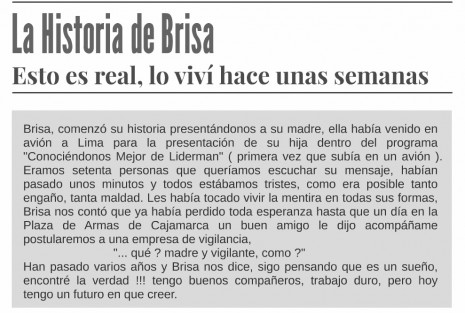 La Historia de Brisa
Esto es real, lo viví hace unas semanas
Brisa, comenzó su historia presentándonos a su madre, ella había venido en
avión a Lima para la presentación de su hija dentro del programa
"Conociéndonos Mejor de Liderman" ( primera vez que subía en un avión ).
Eramos setenta personas que queríamos escuchar su mensaje, habían
pasado unos minutos y todos estábamos tristes, como era posible tanto
engaño, tanta maldad. Les había tocado vivir la mentira en todas sus formas,
Brisa nos contó que ya había perdido toda esperanza hasta que un día en la
Plaza de Armas de Cajamarca un buen amigo le dijo acompáñame
postularemos a una empresa de vigilancia,
"... qué ? madre y vigilante, como ?"
Han pasado varios años y Brisa nos dice, sigo pensando que es un sueño,
encontré la verdad !!! tengo buenos compañeros, trabajo duro, pero hoy
tengo un futuro en que creer.